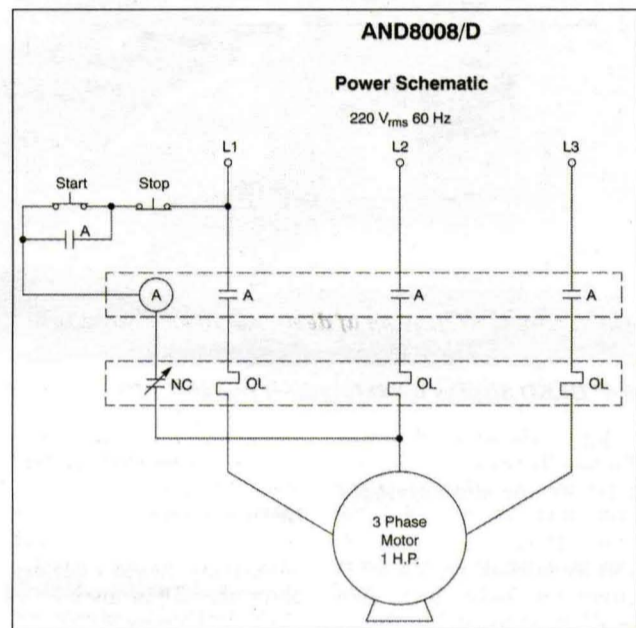 AND8008/D
Power Schematic
220 Vrms 60 Hz
L1 L2 L3
Start Stop
A
A A A A
NC OL OL OL
3 Phase
Motor
1 H.P.